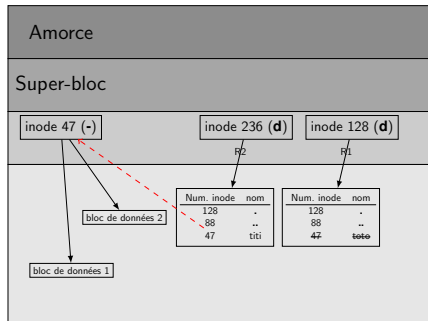 Amorce
Super-bloc
inode 47 (-)
inode 236 (d)
inode 128 (d)
R2
R1
Num. inode nom
128 .
88 ..
47 titi
Num. inode nom
128 .
88 ..
47 toto
bloc de données 2
bloc de données 1